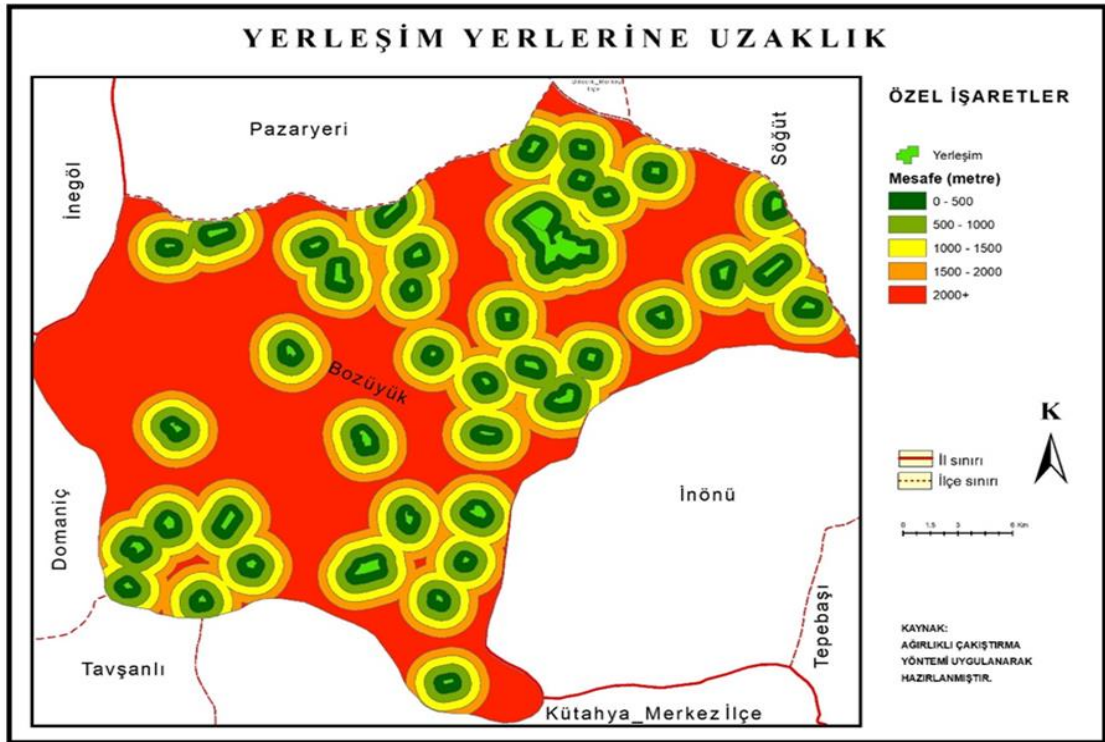 YERLEŞİM YERLERİNE UZAKLIK
Pazaryeri
İnegöl
Söğüt
Bozüyük
Domaniç
İnönü
Tavşanlı
Tepebaşı
Kütahya_Merkez İlçe
ÖZEL İŞARETLER
Yerleşim
Mesafe (metre)
0 - 500
500 - 1000
1000 - 1500
1500 - 2000
2000+
K
İl sınırı
İlçe sınırı
0 1,5 3 6 Km
KAYNAK:
AĞIRLIKLI ÇAKIŞTIRMA
YÖNTEMİ UYGULANARAK
HAZIRLANMIŞTIR.